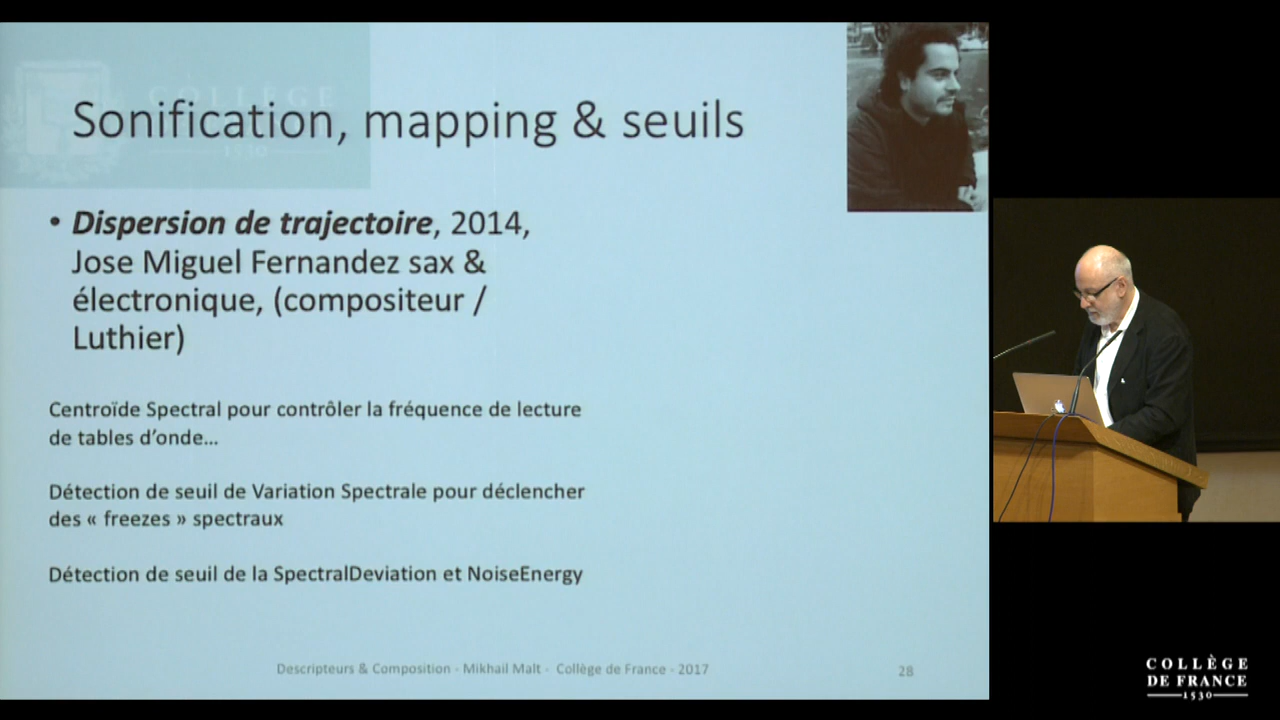 COLLÈGE
1530
Sonification, mapping & seuils
• Dispersion de trajectoire, 2014,
Jose Miguel Fernandez sax &
électronique, (compositeur /
Luthier)
Centroïde Spectral pour contrôler la fréquence de lecture
de tables d’onde...
Détection de seuil de Variation Spectrale pour déclencher
des « freezes » spectraux
Détection de seuil de la SpectralDeviation et NoiseEnergy
Descripteurs & Composition - Mikhail Malt - Collège de France - 2017
28
COLLÈGE
DE FRANCE
1530